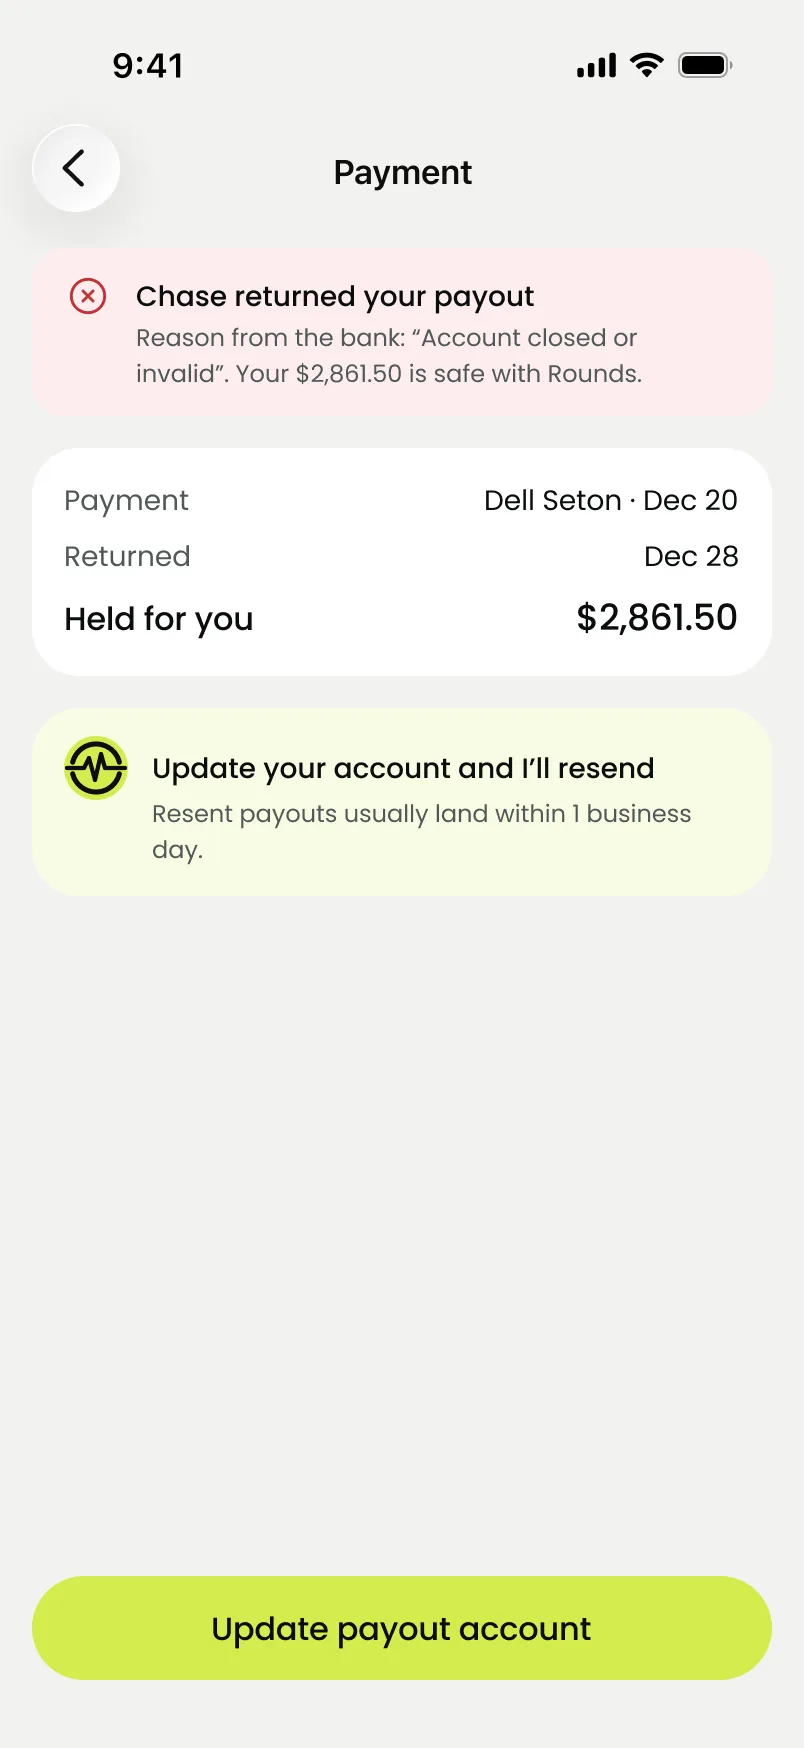 9:41
Payment
Chase returned your payout
Reason from the bank: “Account closed or
invalid”. Your $2,861.50 is safe with Rounds.
Payment Dell Seton · Dec 20
Returned Dec 28
Held for you $2,861.50
Update your account and I’ll resend
Resent payouts usually land within 1 business
day.
Update payout account